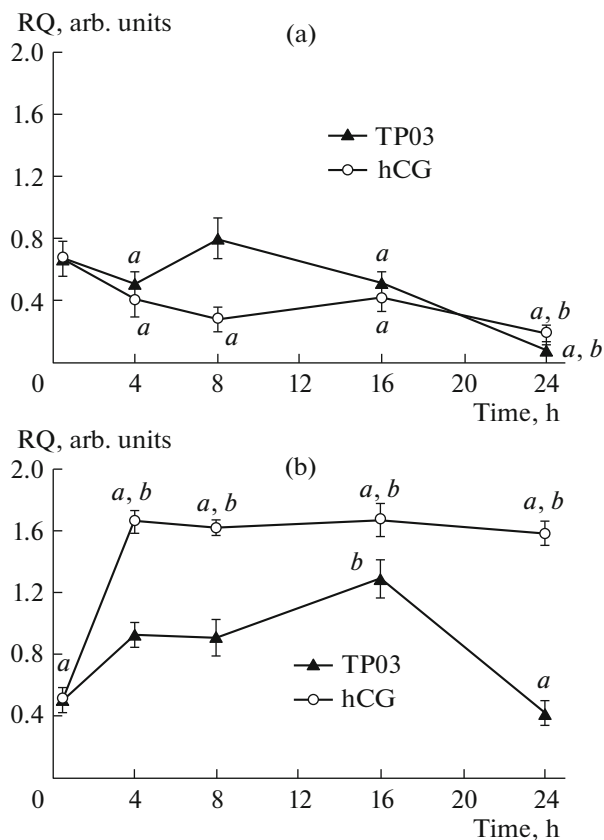 RQ, arb. units
(a)
2.0
1.6
TP03
1.2
hCG
0.8
a
a
0.4
a, b
a
a
a
a, b
0
4
8
12
16
20
24
Time, h
RQ, arb. units
(b)
2.0
a, b
a, b
a, b
a, b
1.6
b
1.2
0.8
a
TP03
hCG
a
0.4
0
4
8
12
16
20
24
Time, h